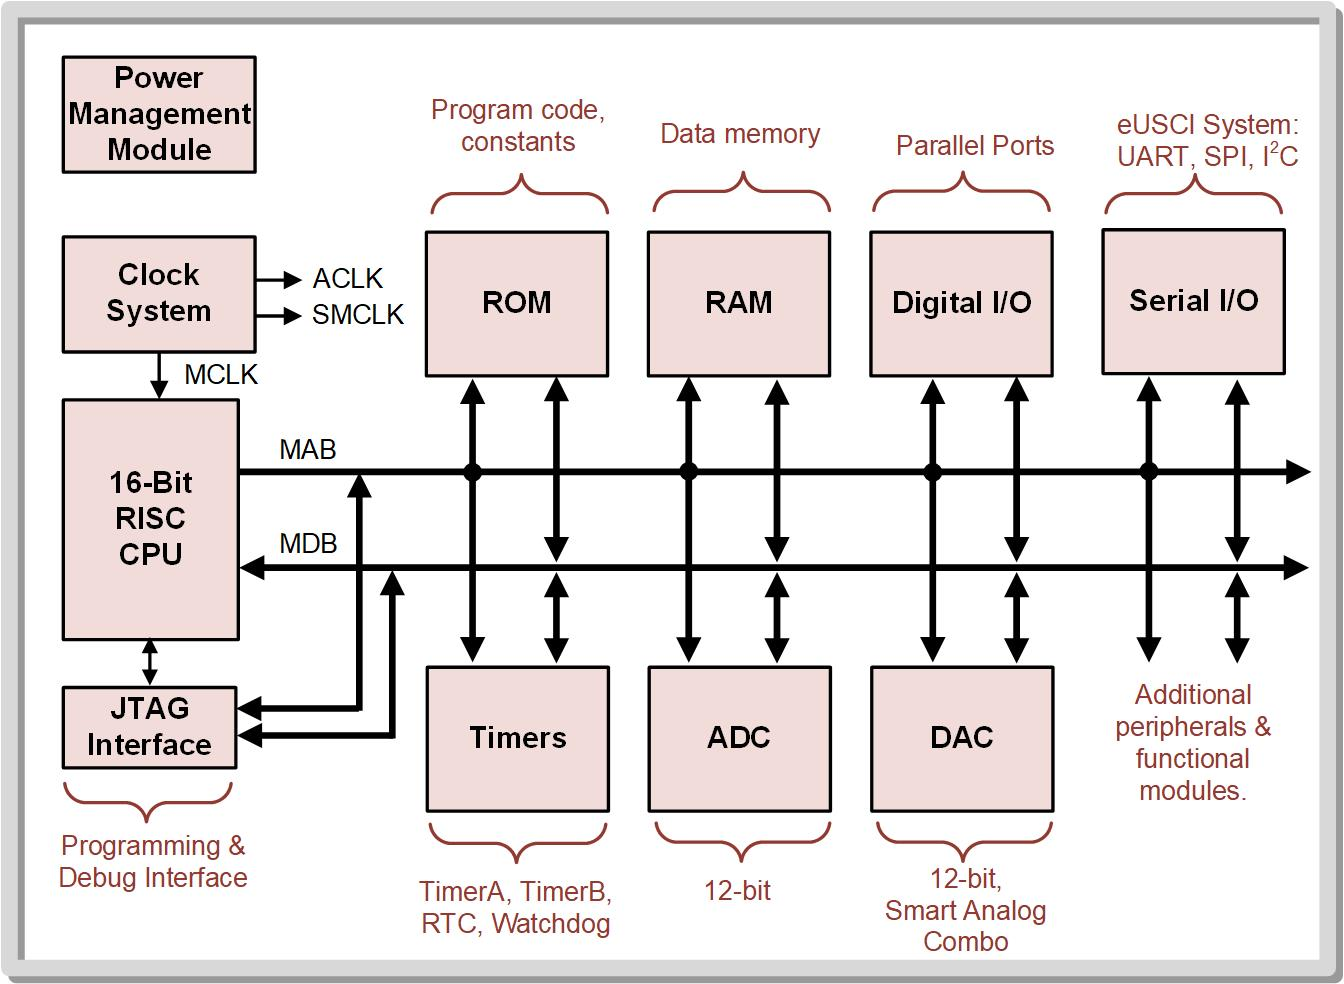 Power
Management
Module
Program code,
constants
Data memory
Parallel Ports
eUSCI System:
UART, SPI, I²C
Clock
System
ACLK
SMCLK
MCLK
ROM
RAM
Digital I/O
Serial I/O
16-Bit
RISC
CPU
MAB
MDB
JTAG
Interface
Timers
ADC
DAC
Additional
peripherals &
functional
modules.
Programming &
Debug Interface
TimerA, TimerB,
RTC, Watchdog
12-bit
12-bit,
Smart Analog
Combo